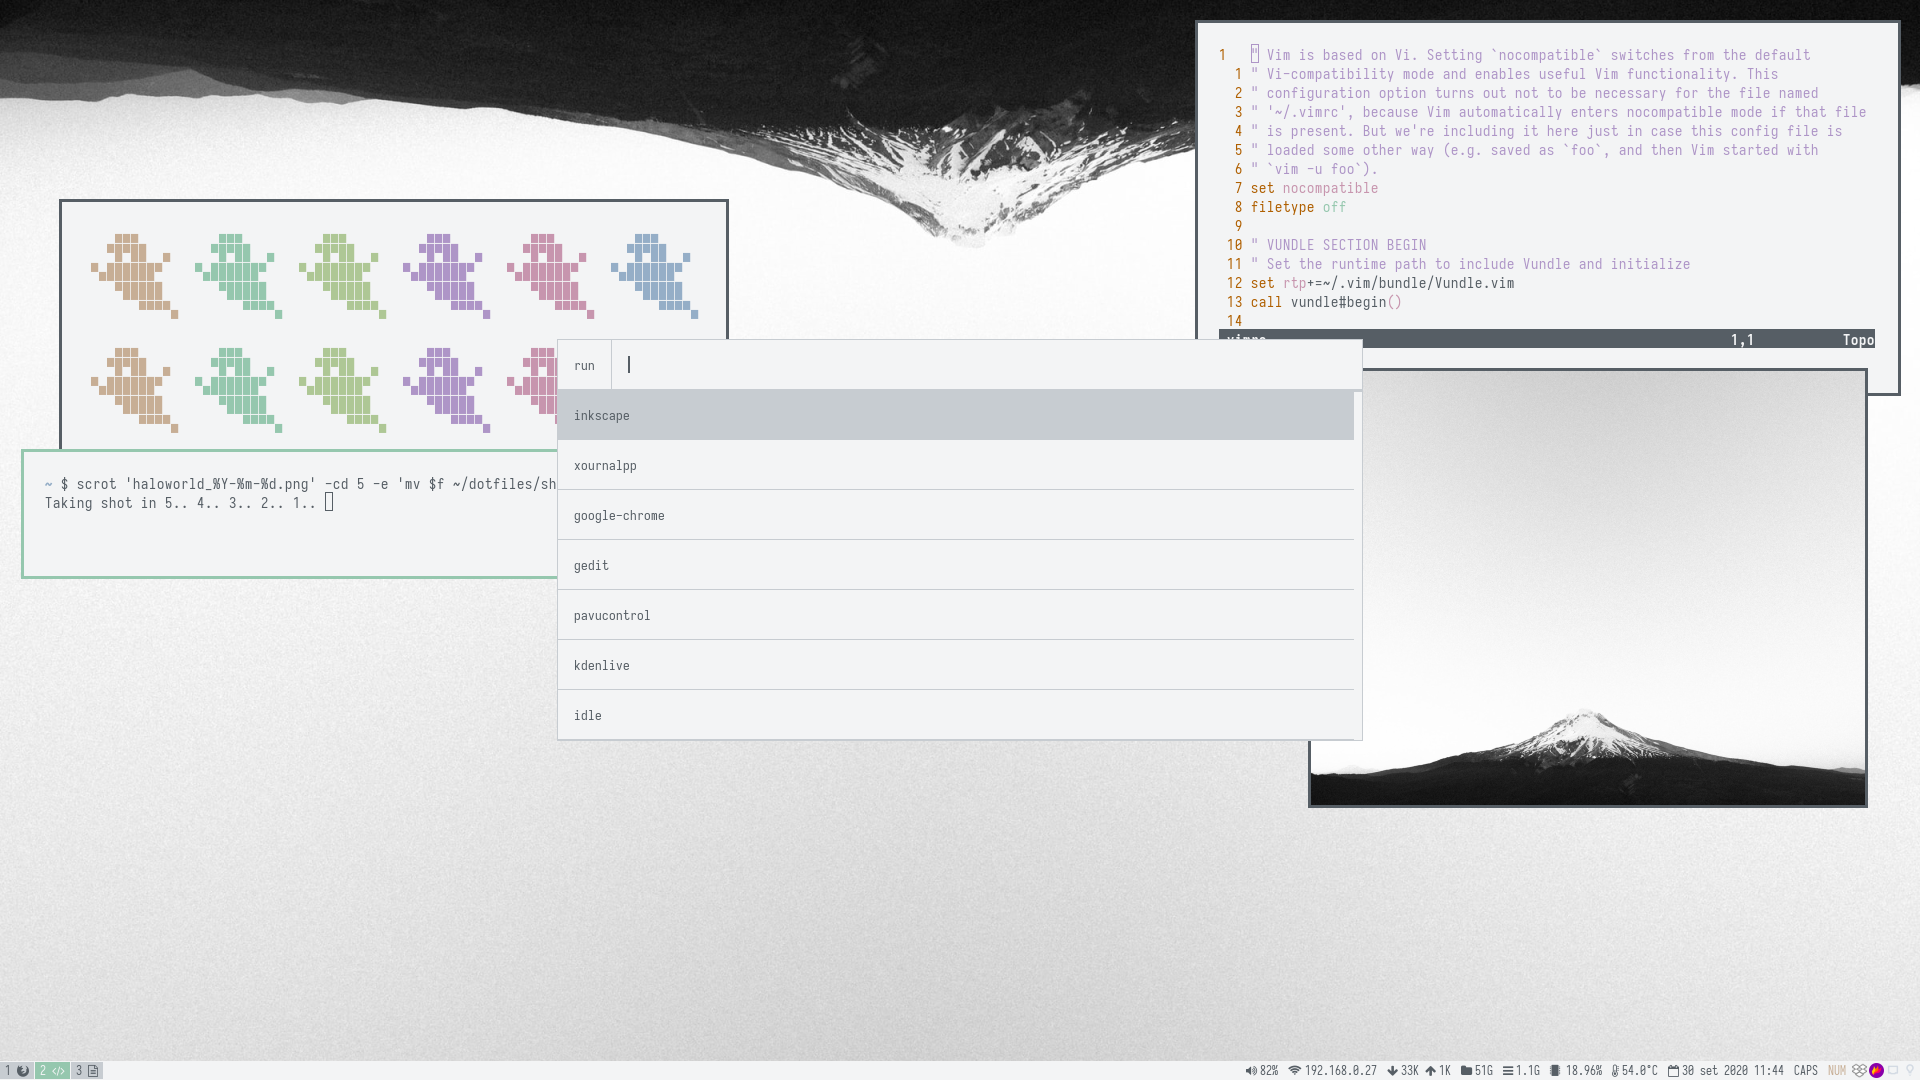 1   " Vim is based on Vi. Setting `nocompatible` switches from the default
1 " Vi-compatibility mode and enables useful Vim functionality. This
2 " configuration option turns out not to be necessary for the file named
3 " '~/.vimrc', because Vim automatically enters nocompatible mode if that file
4 " is present. But we're including it here just in case this config file is
5 " loaded some other way (e.g. saved as `foo`, and then Vim started with
6 " `vim -u foo`).
7 set nocompatible
8 filetype off
9
10 " VUNDLE SECTION BEGIN
11 " Set the runtime path to include Vundle and initialize
12 set rtp+=~/.vim/bundle/Vundle.vim
13 call vundle#begin()
14
1,1 Topo
run
inkscape
xournalpp
google-chrome
gedit
pavucontrol
kdenlive
idle
~ $ scrot 'haloworld_%Y-%m-%d.png' -cd 5 -e 'mv $f ~/dotfiles/sh
Taking shot in 5.. 4.. 3.. 2.. 1..
1 2 </> 3 82% 192.168.0.27 33K 1K 51G 1.1G 18.96% 54.0°C 30 set 2020 11:44 CAPS NUM